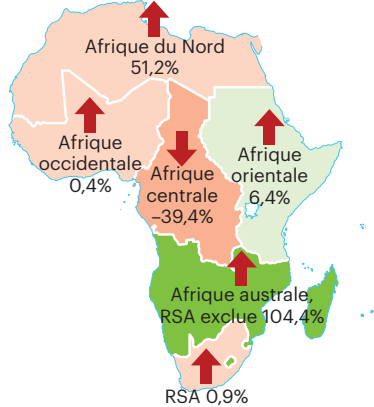 Afrique du Nord
51,2%
Afrique
occidentale
0,4%
Afrique
centrale
–39,4%
Afrique
orientale
6,4%
Afrique australe,
RSA exclue 104,4%
RSA 0,9%